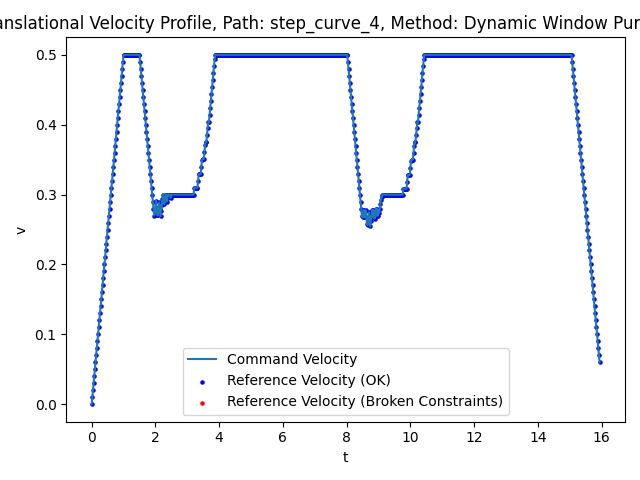 anslational Velocity Profile, Path: step_curve_4, Method: Dynamic Window Pur
0.5
0.4
0.3
0.2
0.1
0.0
v
Command Velocity
Reference Velocity (OK)
Reference Velocity (Broken Constraints)
0 2 4 6 8 10 12 14 16
t